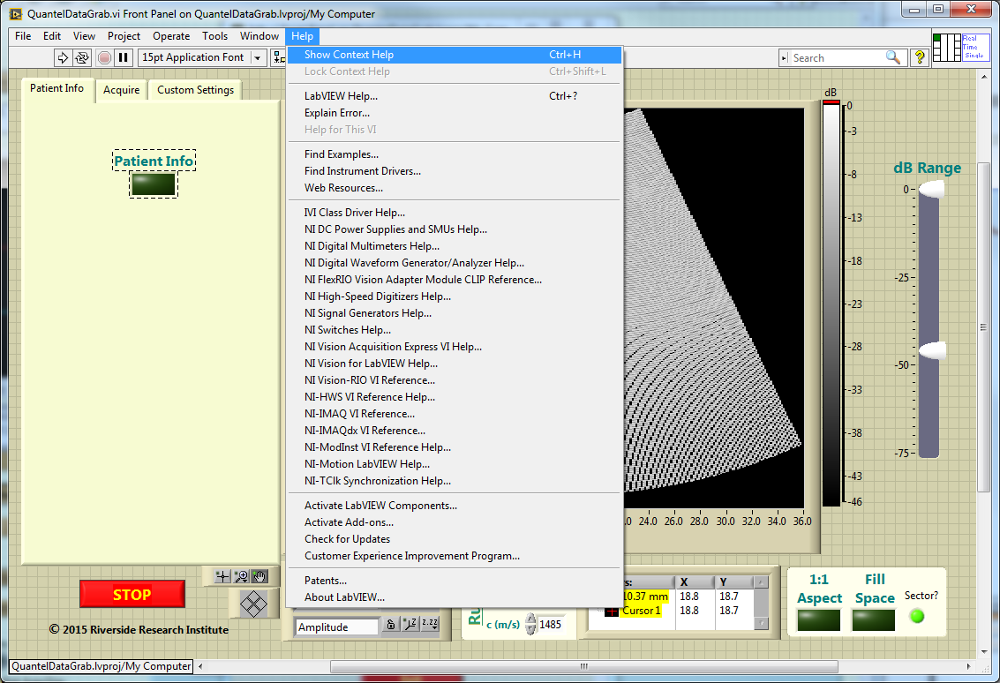 QuantelDataGrab.vi Front Panel on QuantelDataGrab.lvproj/My Computer
File Edit View Project Operate Tools Window Help
15pt Application Font
Search
?
Real
Time
Single
Show Context Help Ctrl+H
Lock Context Help Ctrl+Shift+L
LabVIEW Help... Ctrl+?
Explain Error...
Help for This VI
Find Examples...
Find Instrument Drivers...
Web Resources...
IVI Class Driver Help...
NI DC Power Supplies and SMUs Help...
NI Digital Multimeters Help...
NI Digital Waveform Generator/Analyzer Help...
NI FlexRIO Vision Adapter Module CLIP Reference...
NI High-Speed Digitizers Help...
NI Signal Generators Help...
NI Switches Help...
NI Vision Acquisition Express VI Help...
NI Vision for LabVIEW Help...
NI Vision-RIO VI Reference...
NI-HWS VI Reference Help...
NI-IMAQ VI Reference...
NI-IMAQdx VI Reference...
NI-ModInst VI Reference Help...
NI-Motion LabVIEW Help...
NI-TClk Synchronization Help...
Activate LabVIEW Components...
Activate Add-ons...
Check for Updates
Customer Experience Improvement Program...
Patents...
About LabVIEW...
Patient Info Acquire Custom Settings
Patient Info
STOP
© 2015 Riverside Research Institute
dB
0
-3
-8
-13
-18
-23
-28
-33
-38
-43
-46
dB Range
0
-25
-50
-75
.0 24.0 26.0 28.0 30.0 32.0 34.0 36.0
Amplitude
Ru
c (m/s) 1485
s: X Y
10.37 mm 18.8 18.7
Cursor 1 18.8 18.7
1:1
Aspect
Fill
Space
Sector?
QuantelDataGrab.lvproj/My Computer